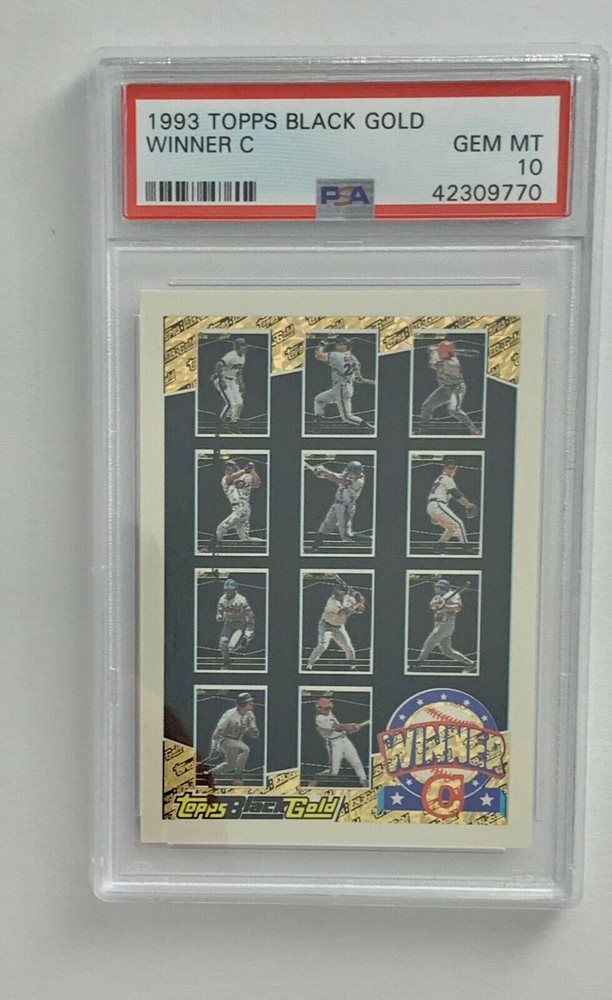 1993 TOPPS BLACK GOLD
WINNER C GEM MT
10
PSA 42309770
WINNER
C
Topps Black Gold